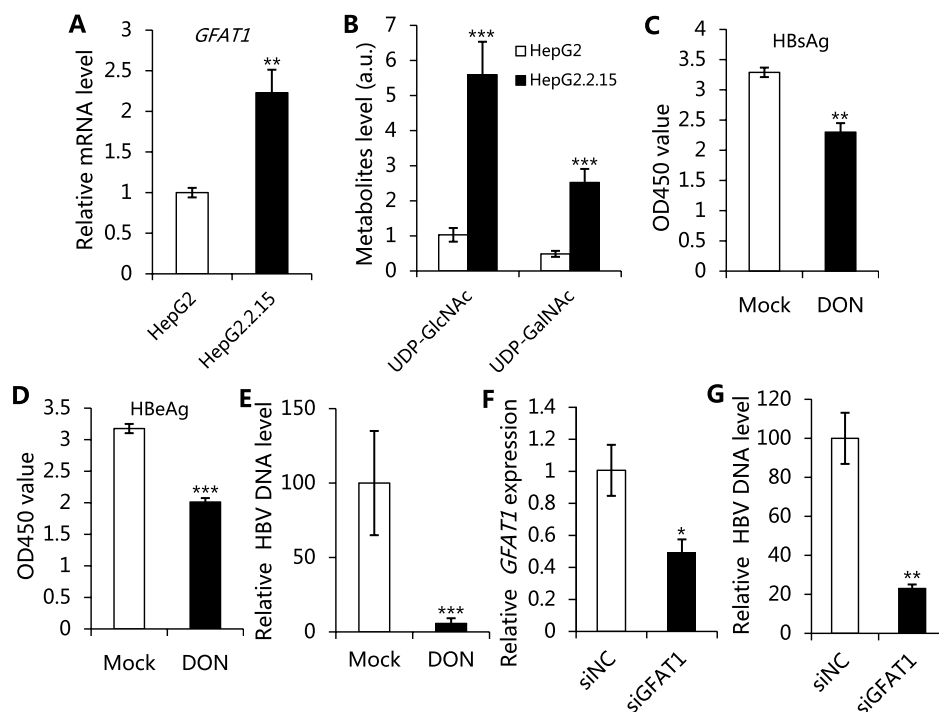 A
GFAT1
**
Relative mRNA level
3
2.5
2
1.5
1
0.5
0
HepG2
HepG2.2.15
B
Metabolites level (a.u.)
7
6
5
4
3
2
1
0
***
***
HepG2
HepG2.2.15
UDP-GlcNAc
UDP-GalNAc
C
HBsAg
OD450 value
4
3.5
3
2.5
2
1.5
1
0.5
0
**
Mock DON
D
HBeAg
OD450 value
3.5
3
2.5
2
1.5
1
0.5
0
***
Mock DON
E
Relative HBV DNA level
150
100
50
0
***
Mock DON
F
Relative GFAT1 expression
1.4
1.2
1
0.8
0.6
0.4
0.2
0
*
siNC
siGFAT1
G
Relative HBV DNA level
120
100
80
60
40
20
0
**
siNC
siGFAT1